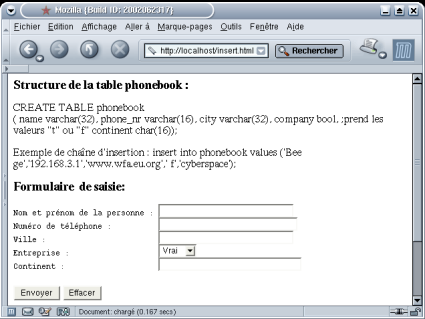 Mozilla {Build ID: 2002062317}
Fichier Edition Affichage Aller à Marque-pages Outils Fenêtre Aide
http://localhost/insert.html Rechercher
Structure de la table phonebook :
CREATE TABLE phonebook
( name varchar(32), phone_nr varchar(16), city varchar(32), company bool, ;prend les
valeurs "t" ou "f" continent char(16));
Exemple de chaîne d'insertion : insert into phonebook values ('Bee
ge','192.168.3.1','www.wfa.eu.org',' f','cyberspace');
Formulaire de saisie:
Nom et prénom de la personne :
Numéro de téléphone :
Ville :
Entreprise : Vrai
Continent :
Envoyer Effacer
Document: chargé (0.167 secs)